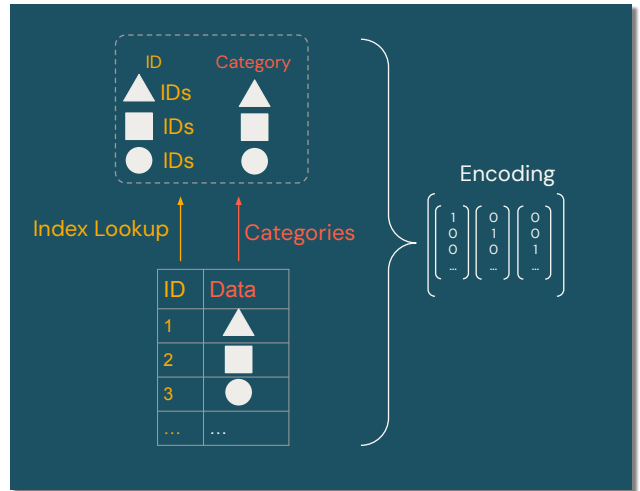 ID Category
IDs
IDs
IDs
Index Lookup Categories
ID Data
1
2
3
... ...
Encoding
1 0 0
0 1 0
0 0 1
... ... ...